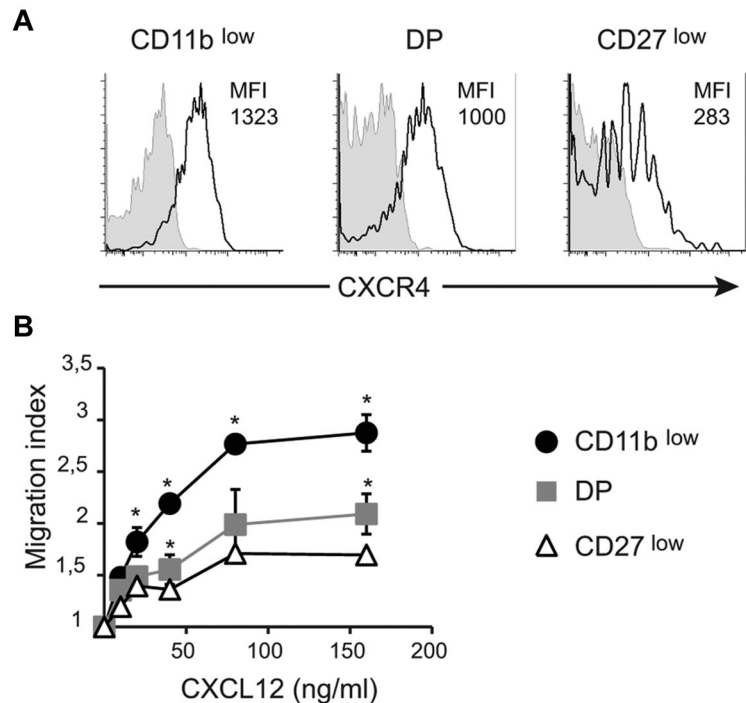 A
CD11b low
DP
CD27 low
MFI
1323
MFI
1000
MFI
283
CXCR4
B
3,5
3
2,5
2
1,5
1
Migration index
* * * *
* *
50 100 150 200
CXCL12 (ng/ml)
CD11b low
DP
CD27 low